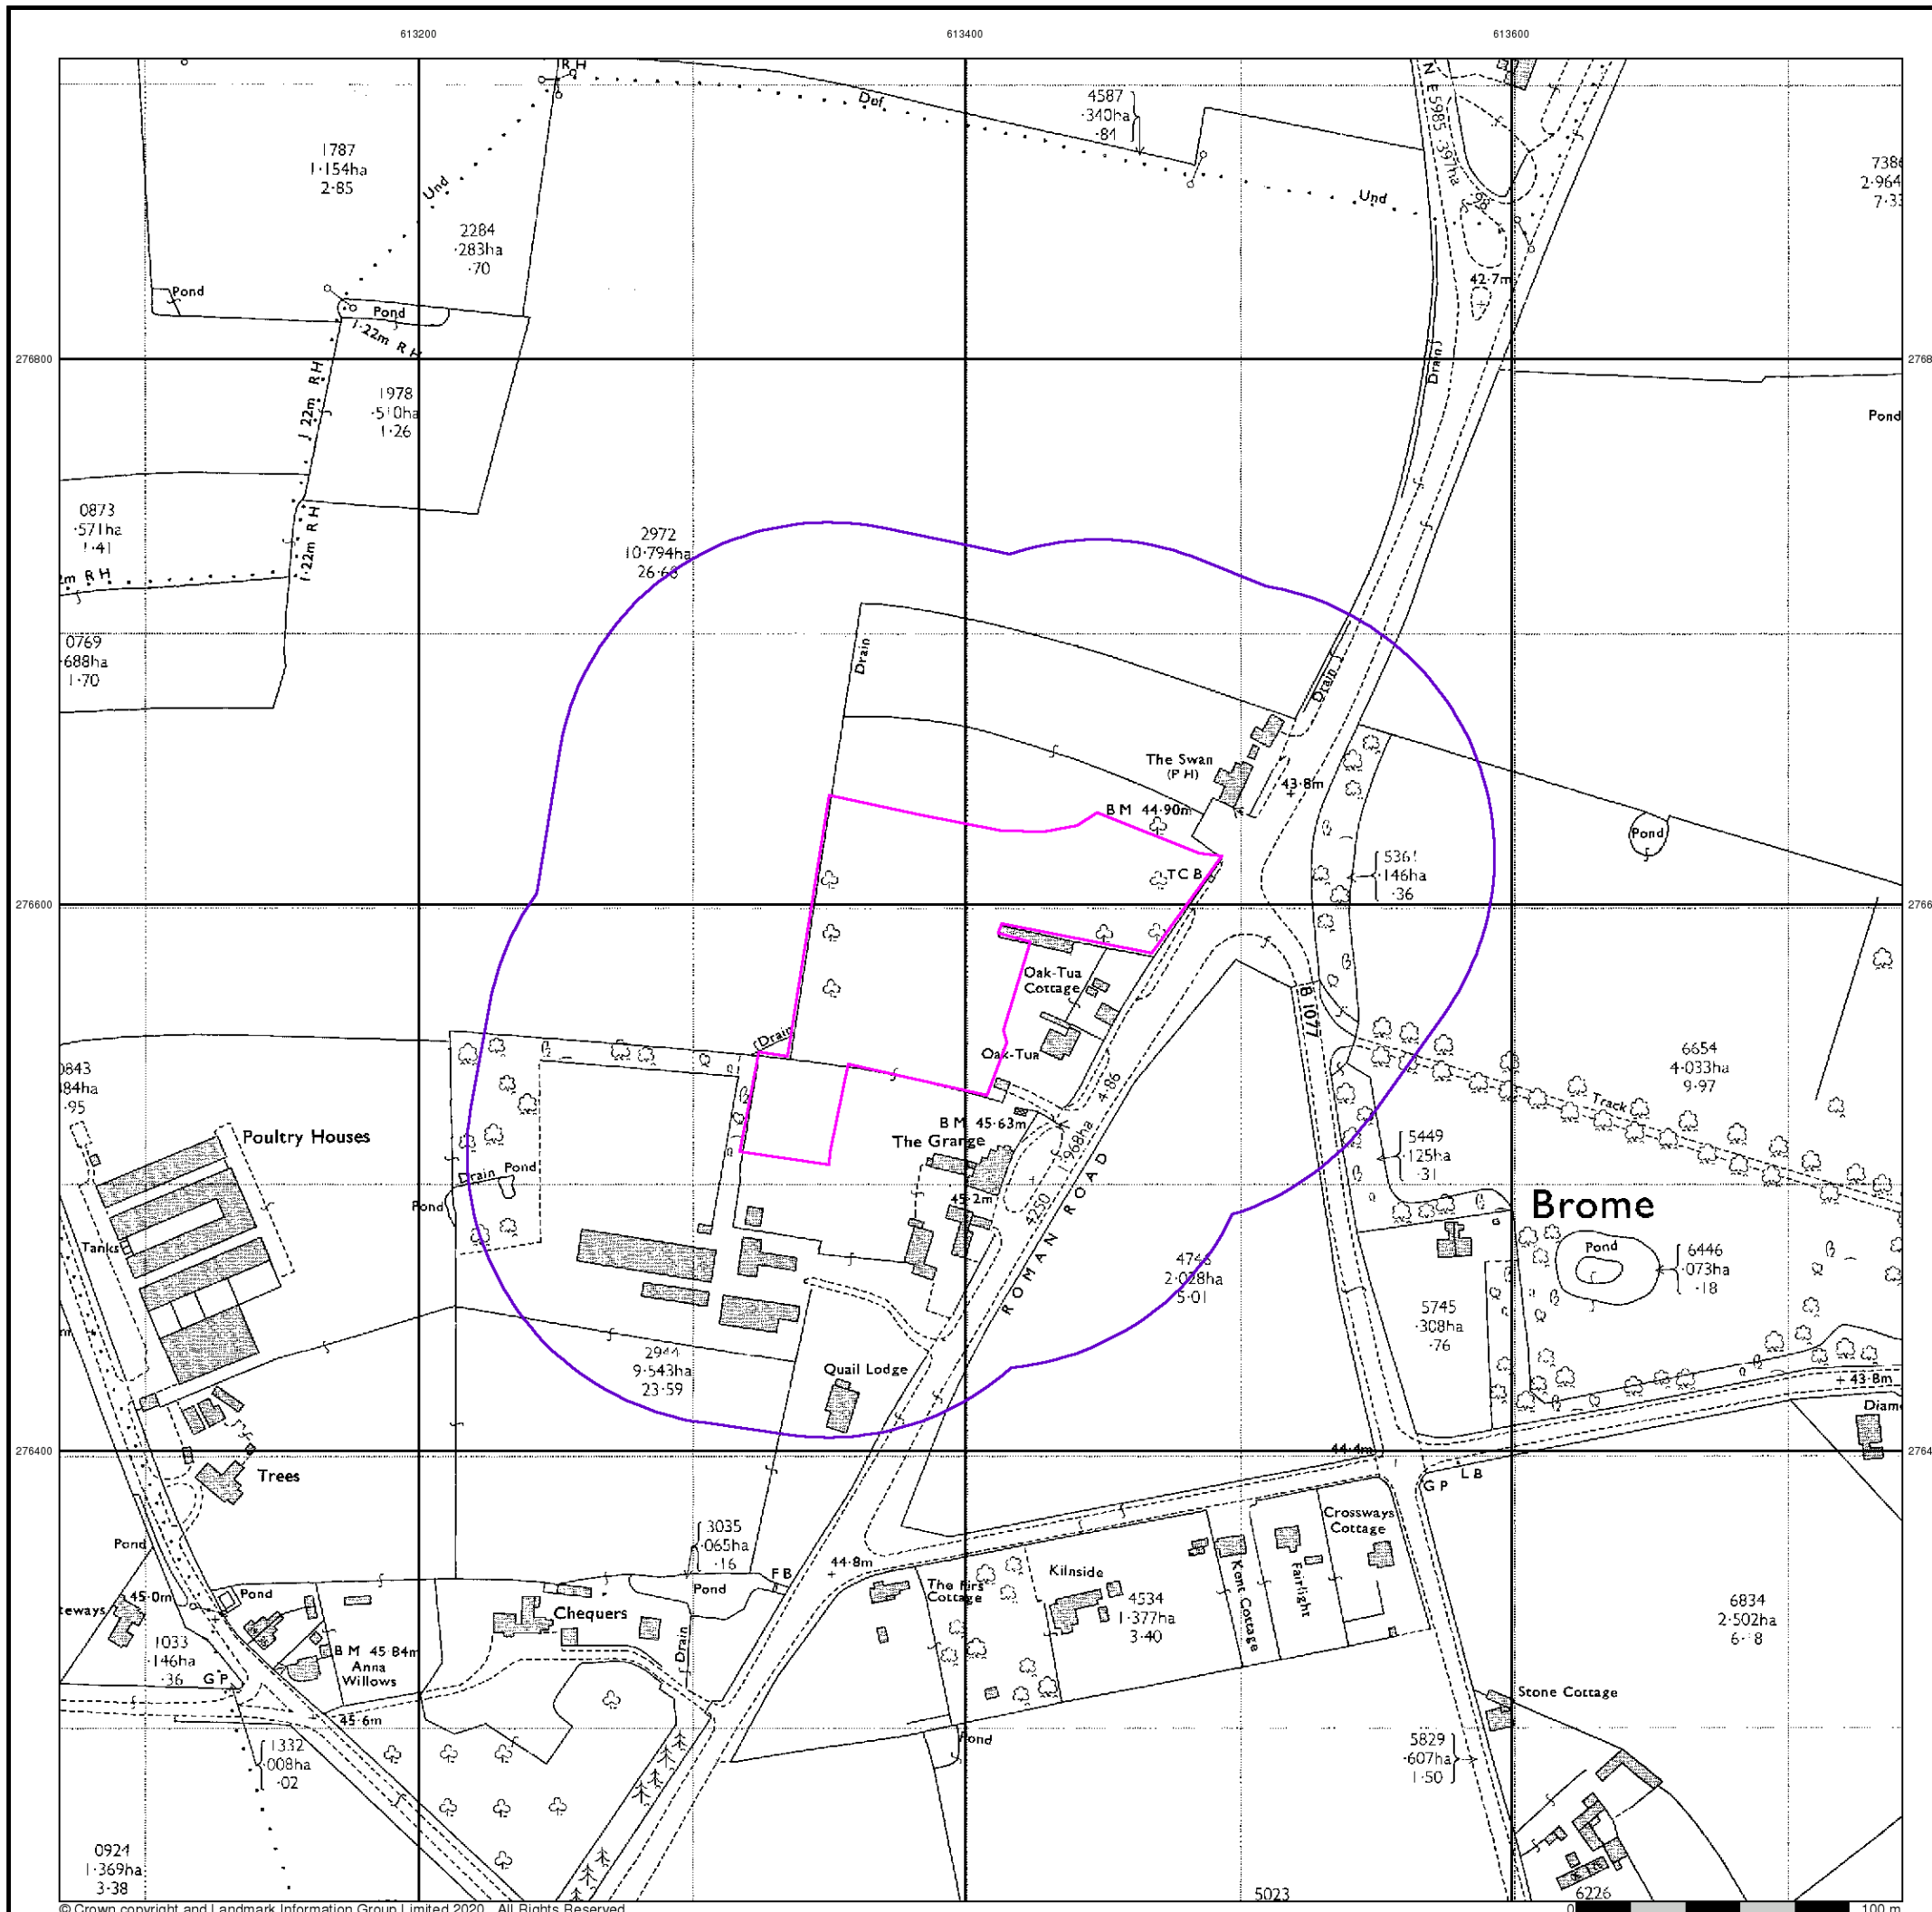 613200
613400
613600
R H
Def
4587
·340ha
·84
N
E 5985 ·397ha
·98
1787
1·154ha
2·85
Und
2284
·283ha
·70
Und
42·7m
Pond
Pond
1·22m R H
276800
Drain
1978
·510ha
1·26
Pond
0873
·571ha
1·41
1·22m R H
2972
10·794ha
26·68
0769
·688ha
1·70
Drain
Drain
The Swan
(P H)
43·8m
B M 44·90m
Pond
T C B
5361
·146ha
·36
276600
Oak-Tua
Cottage
B 1077
Drain
Oak-Tua
4·86
6654
4·033ha
9·97
Track
Poultry Houses
B M 45·63m
The Grange
1·968ha
4250
5449
·125ha
·31
Drain
Pond
Pond
45·2m
ROMAN ROAD
Brome
Tanks
Pond
6446
·073ha
·18
4746
2·028ha
5·01
5745
·308ha
·76
2944
9·543ha
23·59
Quail Lodge
+ 43·8m
276400
44·4m
Trees
G P
L B
Crossways
Cottage
3035
·065ha
·16
Pond
44·8m
F B
Pond
Pond
45·0m
The Firs
Cottage
Kilnside
Kent Cottage
Fairlight
Chequers
4534
1·377ha
3·40
6834
2·502ha
6·18
1033
·146ha
·36
B M 45·84m
Anna
Willows
G P
Drain
45·6m
Stone Cottage
Pond
1332
·008ha
·02
5829
·607ha
1·50
0924
1·369ha
3·38
5023
6226
© Crown copyright and Landmark Information Group Limited 2020. All Rights Reserved.
0
100 m